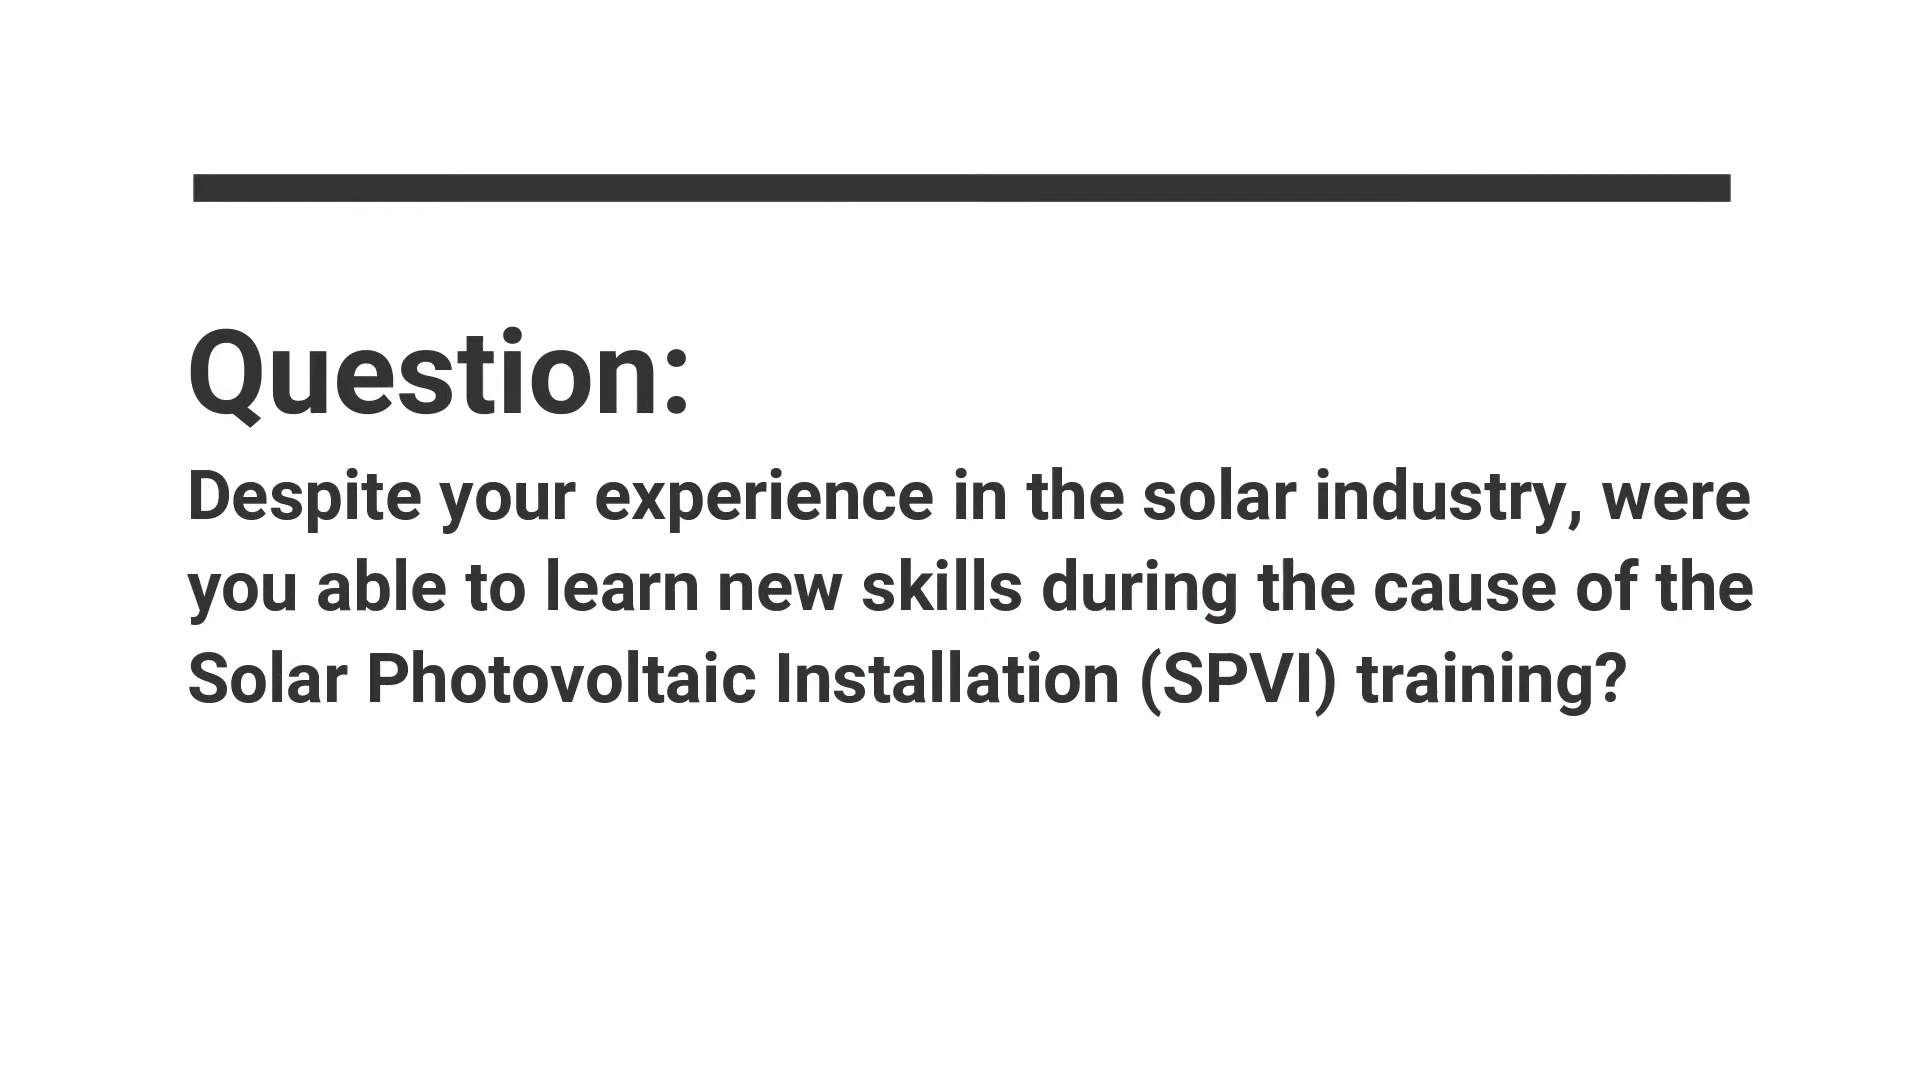 Question:
Despite your experience in the solar industry, were
you able to learn new skills during the cause of the
Solar Photovoltaic Installation (SPVI) training?